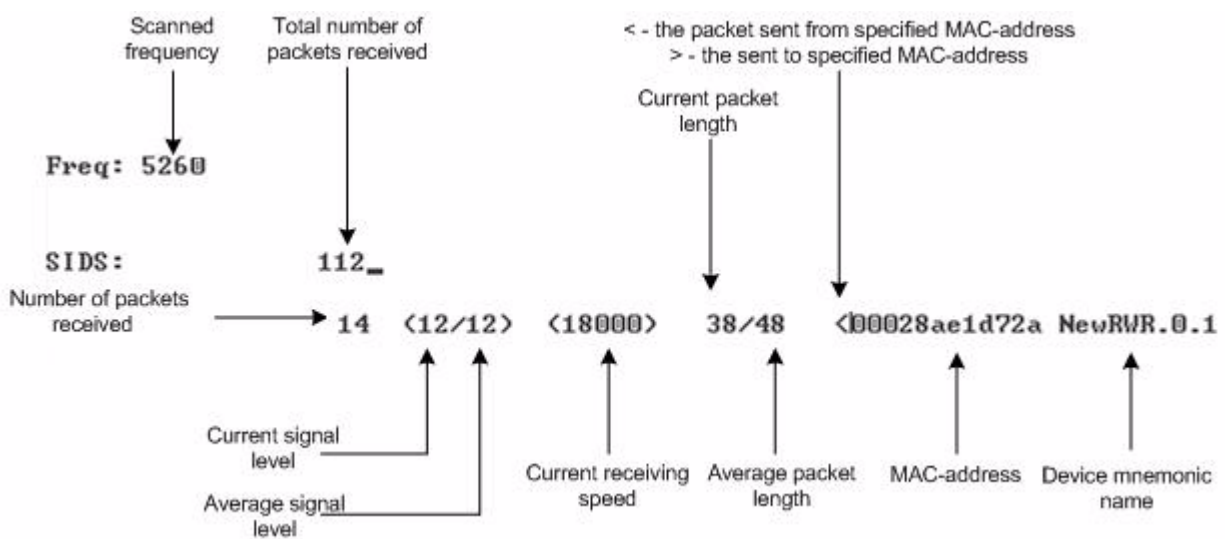 Scanned
frequency
Total number of
packets received
< - the packet sent from specified MAC-address
> - the sent to specified MAC-address
Current packet
length
Freq: 5260
SIDS: 112_
Number of packets
received
14 (12/12) (18000) 38/48 <00028ae1d72a NewRWR.0.1
Current signal
level
Average signal
level
Current receiving
speed
Average packet
length
MAC-address
Device mnemonic
name